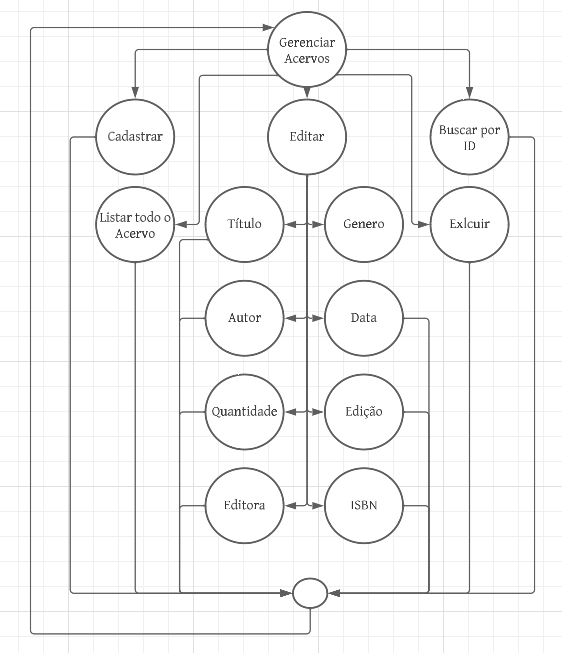 Gerenciar
Acervos
Cadastrar
Editar
Buscar por
ID
Listar todo o
Acervo
Título
Genero
Exlcuir
Autor
Data
Quantidade
Edição
Editora
ISBN